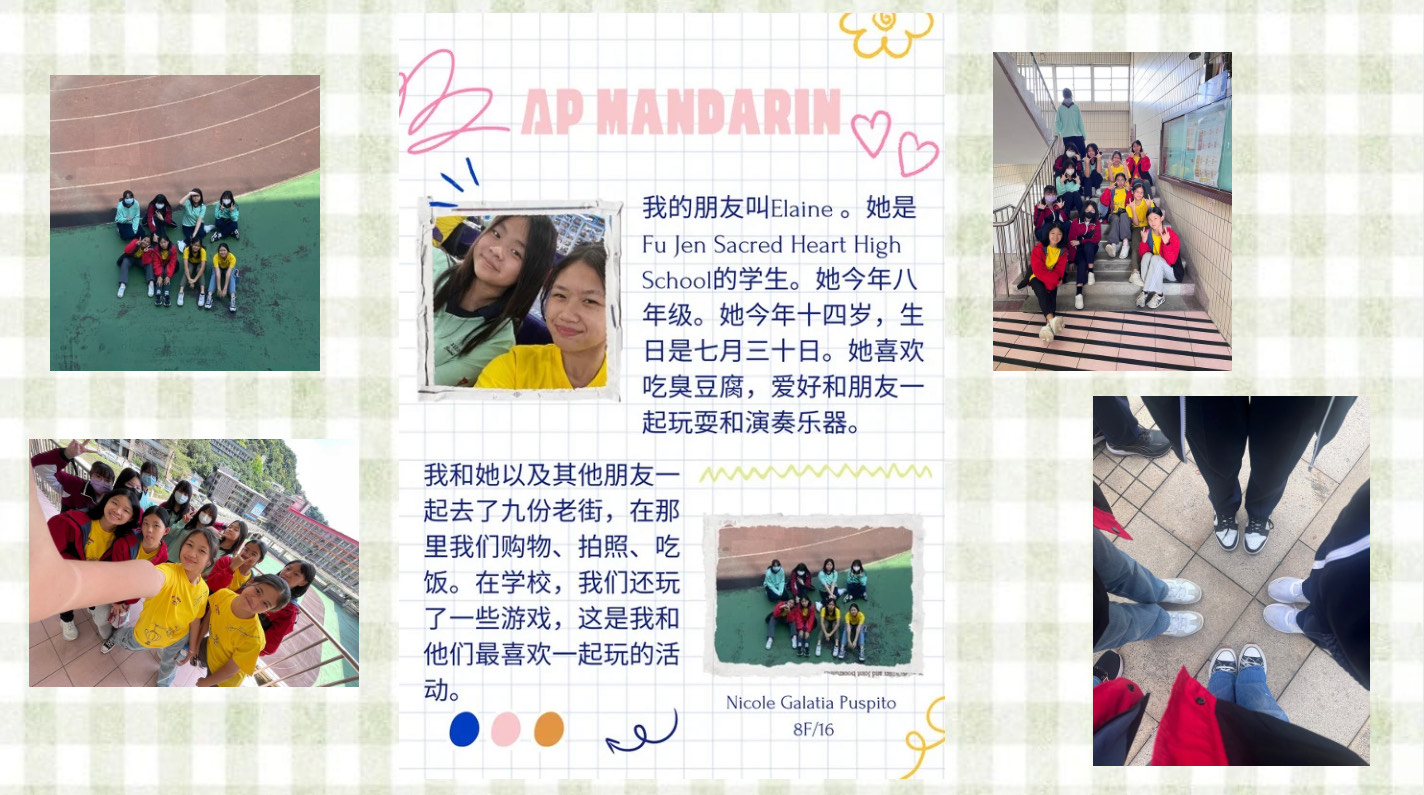 AP MANDARIN
我的朋友叫Elaine 。她是
Fu Jen Sacred Heart High
School的学生。她今年八
年级。她今年十四岁，生
日是七月三十日。她喜欢
吃臭豆腐，爱好和朋友一
起玩耍和演奏乐器。
我和她以及其他朋友一
起去了九份老街，在那
里我们购物、拍照、吃
饭。在学校，我们还玩
了一些游戏，这是我和
他们最喜欢一起玩的活
动。
Nicole Galatia Puspito
8F/16